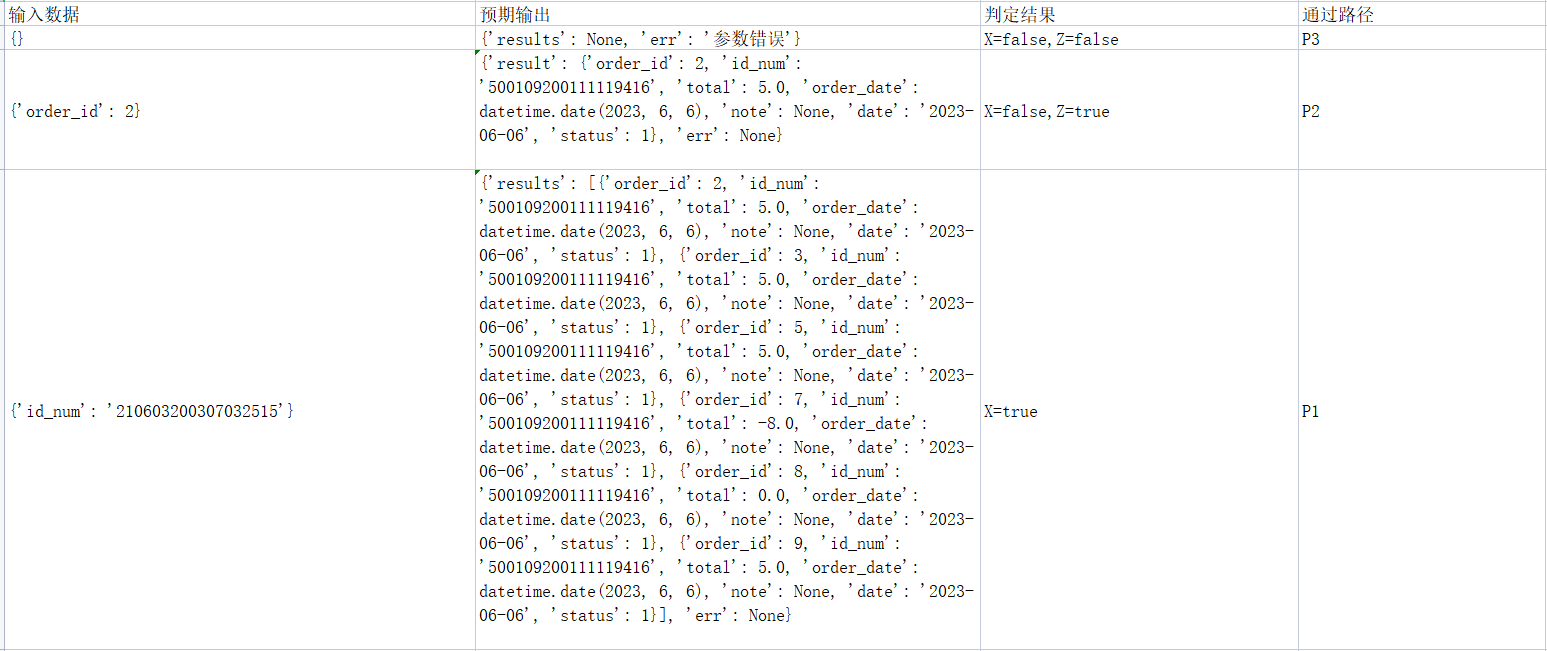 输入数据 预期输出 判定结果 通过路径
{} {'results': None, 'err': '参数错误'} X=false,Z=false P3
{'order_id': 2}
{'result': {'order_id': 2, 'id_num':
'500109200111119416', 'total': 5.0, 'order_date':
datetime.date(2023, 6, 6), 'note': None, 'date': '2023-
06-06', 'status': 1}, 'err': None}
X=false,Z=true
P2
{'id_num': '210603200307032515'}
{'results': [{'order_id': 2, 'id_num':
'500109200111119416', 'total': 5.0, 'order_date':
datetime.date(2023, 6, 6), 'note': None, 'date': '2023-
06-06', 'status': 1}, {'order_id': 3, 'id_num':
'500109200111119416', 'total': 5.0, 'order_date':
datetime.date(2023, 6, 6), 'note': None, 'date': '2023-
06-06', 'status': 1}, {'order_id': 5, 'id_num':
'500109200111119416', 'total': 5.0, 'order_date':
datetime.date(2023, 6, 6), 'note': None, 'date': '2023-
06-06', 'status': 1}, {'order_id': 7, 'id_num':
'500109200111119416', 'total': -8.0, 'order_date':
datetime.date(2023, 6, 6), 'note': None, 'date': '2023-
06-06', 'status': 1}, {'order_id': 8, 'id_num':
'500109200111119416', 'total': 0.0, 'order_date':
datetime.date(2023, 6, 6), 'note': None, 'date': '2023-
06-06', 'status': 1}, {'order_id': 9, 'id_num':
'500109200111119416', 'total': 5.0, 'order_date':
datetime.date(2023, 6, 6), 'note': None, 'date': '2023-
06-06', 'status': 1}], 'err': None}
X=true
P1